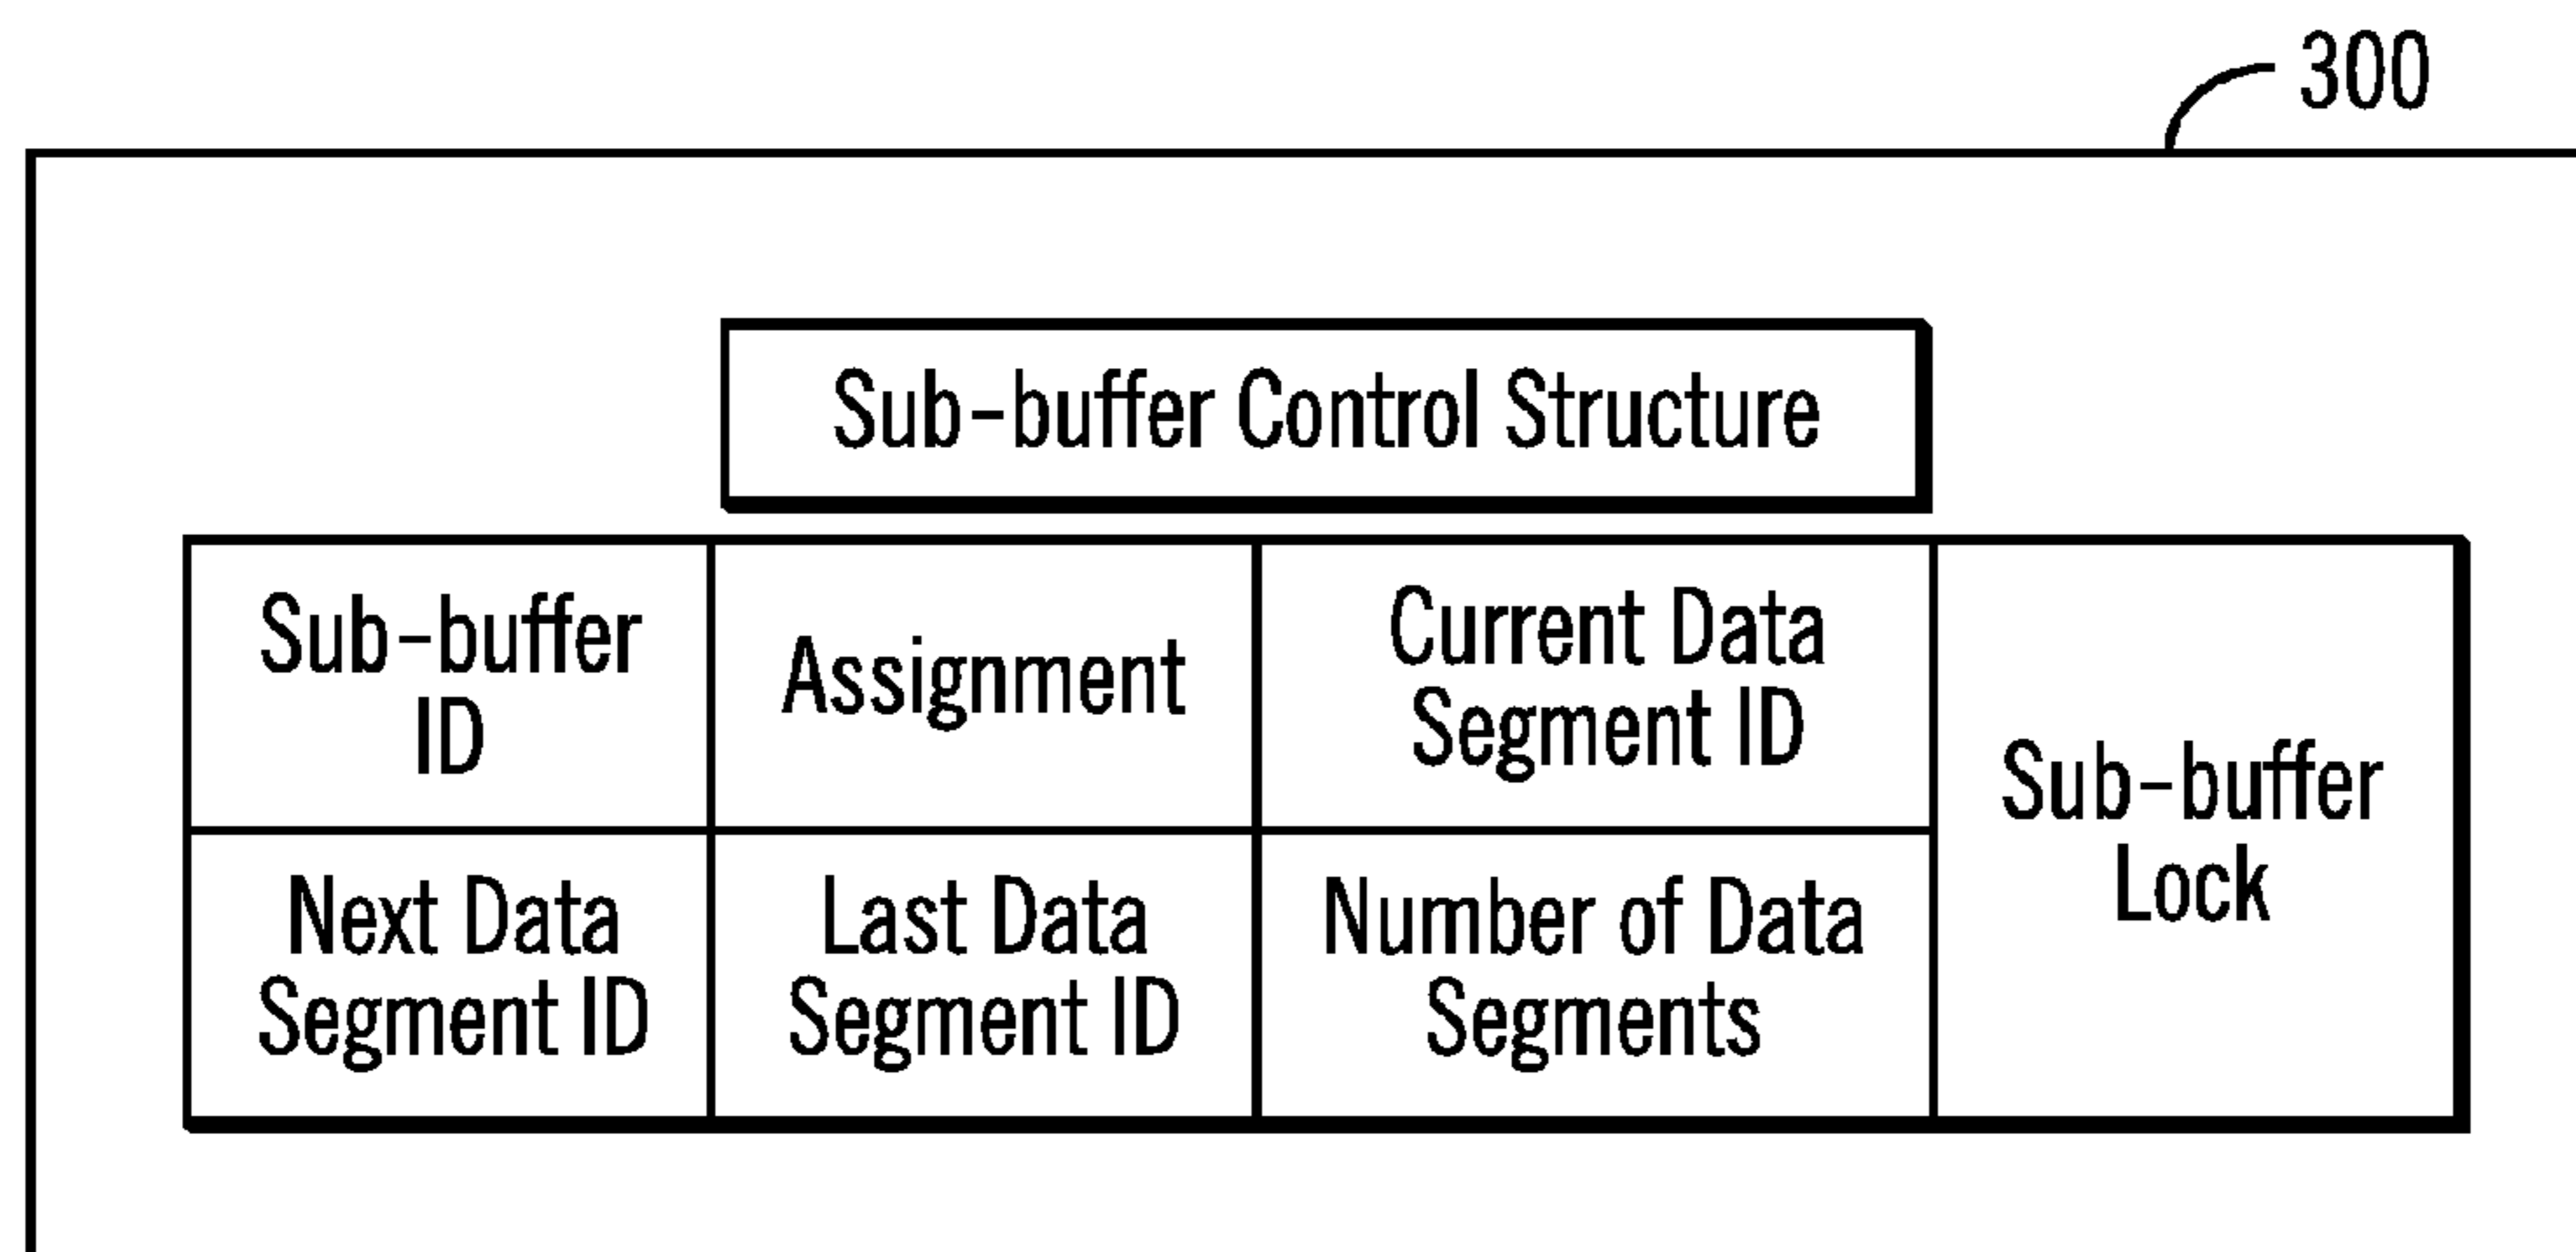 300
Sub-buffer Control Structure
Sub-buffer
ID
Assignment
Current Data
Segment ID
Sub-buffer
Lock
Next Data
Segment ID
Last Data
Segment ID
Number of Data
Segments